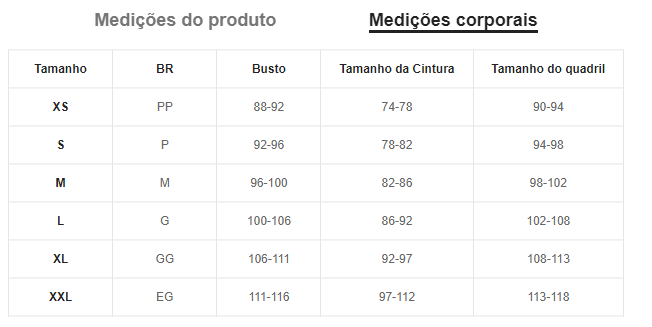 Medições do produto Medições corporais
Tamanho BR Busto Tamanho da Cintura Tamanho do quadril
XS PP 88-92 74-78 90-94
S P 92-96 78-82 94-98
M M 96-100 82-86 98-102
L G 100-106 86-92 102-108
XL GG 106-111 92-97 108-113
XXL EG 111-116 97-112 113-118